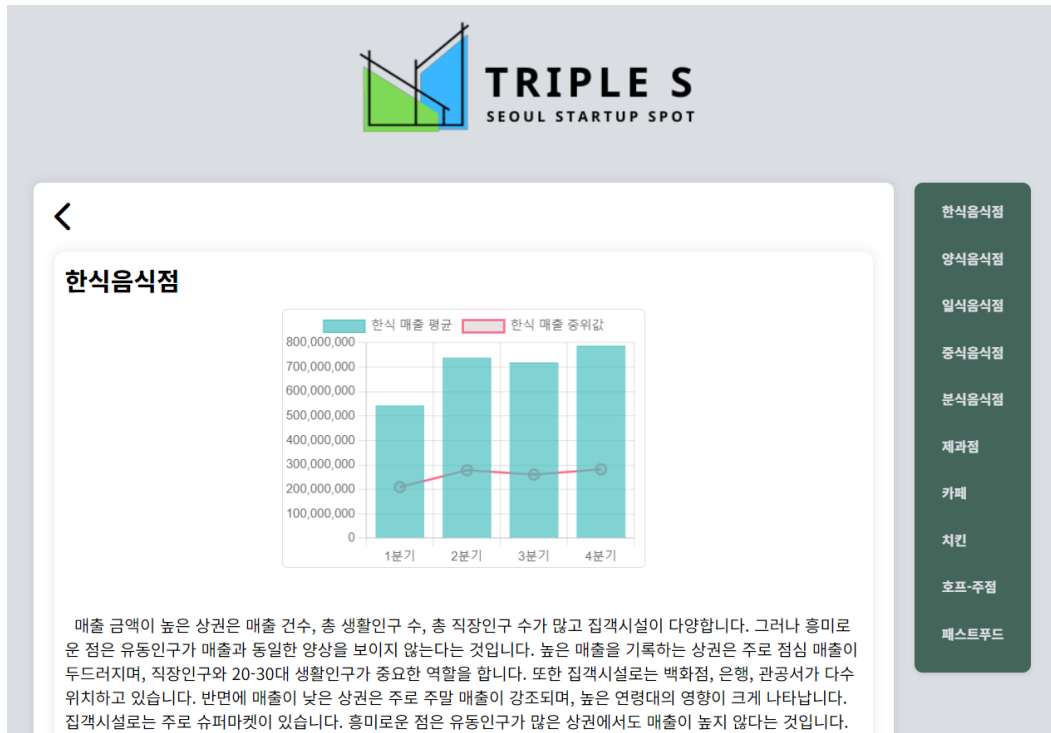 TRIPLE S
SEOUL STARTUP SPOT
한식음식점
한식 매출 평균
한식 매출 중위값
800,000,000
700,000,000
600,000,000
500,000,000
400,000,000
300,000,000
200,000,000
100,000,000
0
1분기
2분기
3분기
4분기
매출 금액이 높은 상권은 매출 건수, 총 생활인구 수, 총 직장인구 수가 많고 집객시설이 다양합니다. 그러나 흥미로
운 점은 유동인구가 매출과 동일한 양상을 보이지 않는다는 것입니다. 높은 매출을 기록하는 상권은 주로 점심 매출이
두드러지며, 직장인구와 20-30대 생활인구가 중요한 역할을 합니다. 또한 집객시설로는 백화점, 은행, 관공서가 다수
위치하고 있습니다. 반면에 매출이 낮은 상권은 주로 주말 매출이 강조되며, 높은 연령대의 영향이 크게 나타납니다.
집객시설로는 주로 슈퍼마켓이 있습니다. 흥미로운 점은 유동인구가 많은 상권에서도 매출이 높지 않다는 것입니다.
한식음식점
양식음식점
일식음식점
중식음식점
분식음식점
제과점
카페
치킨
호프-주점
패스트푸드